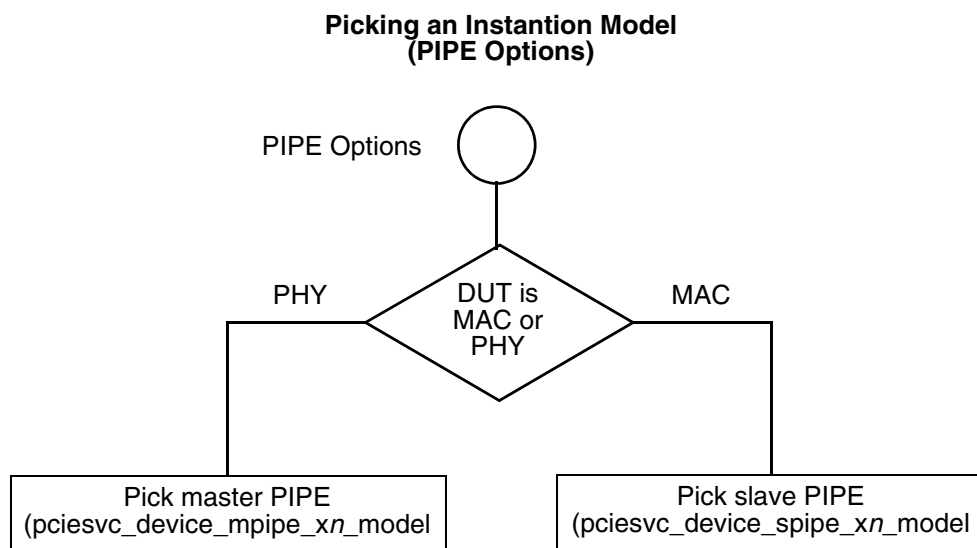 Picking an Instantion Model
(PIPE Options)
PIPE Options
PHY
DUT is
MAC or
PHY
MAC
Pick master PIPE
(pciesvc_device_mpipe_xn_model
Pick slave PIPE
(pciesvc_device_spipe_xn_model